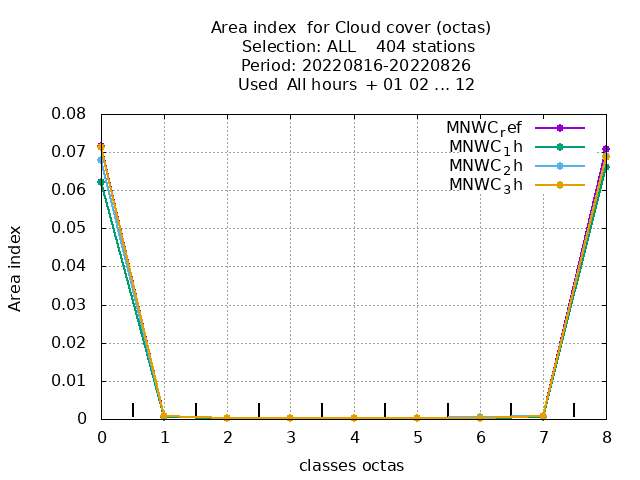 Area index  for Cloud cover (octas)
Selection: ALL    404 stations
Period: 20220816-20220826
Used  All hours  + 01 02 ... 12
MNWC_ref
MNWC_1h
MNWC_2h
MNWC_3h
0.08
0.07
0.06
0.05
0.04
0.03
0.02
0.01
0
Area index
0 1 2 3 4 5 6 7 8
classes octas